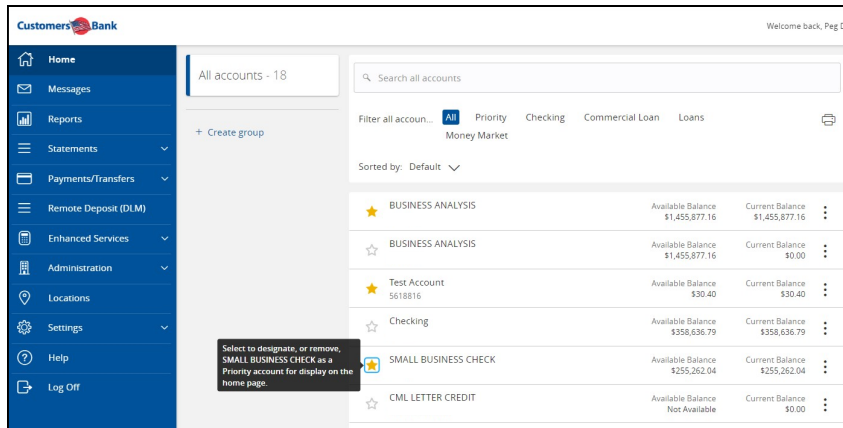 Customers Bank
Welcome back, Peg D
Home
Messages
Reports
Statements
Payments/Transfers
Remote Deposit (DLM)
Enhanced Services
Administration
Locations
Settings
Help
Log Off
All accounts - 18
+ Create group
Search all accounts
Filter all accoun... All Priority Checking Commercial Loan Loans
Money Market
Sorted by: Default
BUSINESS ANALYSIS Available Balance Current Balance
$1,455,877.16 $1,455,877.16
BUSINESS ANALYSIS Available Balance Current Balance
$1,455,877.16 $0.00
Test Account Available Balance Current Balance
5618816 $30.40 $30.40
Checking Available Balance Current Balance
$358,636.79 $358,636.79
Select to designate, or remove,
SMALL BUSINESS CHECK as a
Priority account for display on the
home page.
SMALL BUSINESS CHECK Available Balance Current Balance
$255,262.04 $255,262.04
CML LETTER CREDIT Available Balance Current Balance
Not Available $0.00